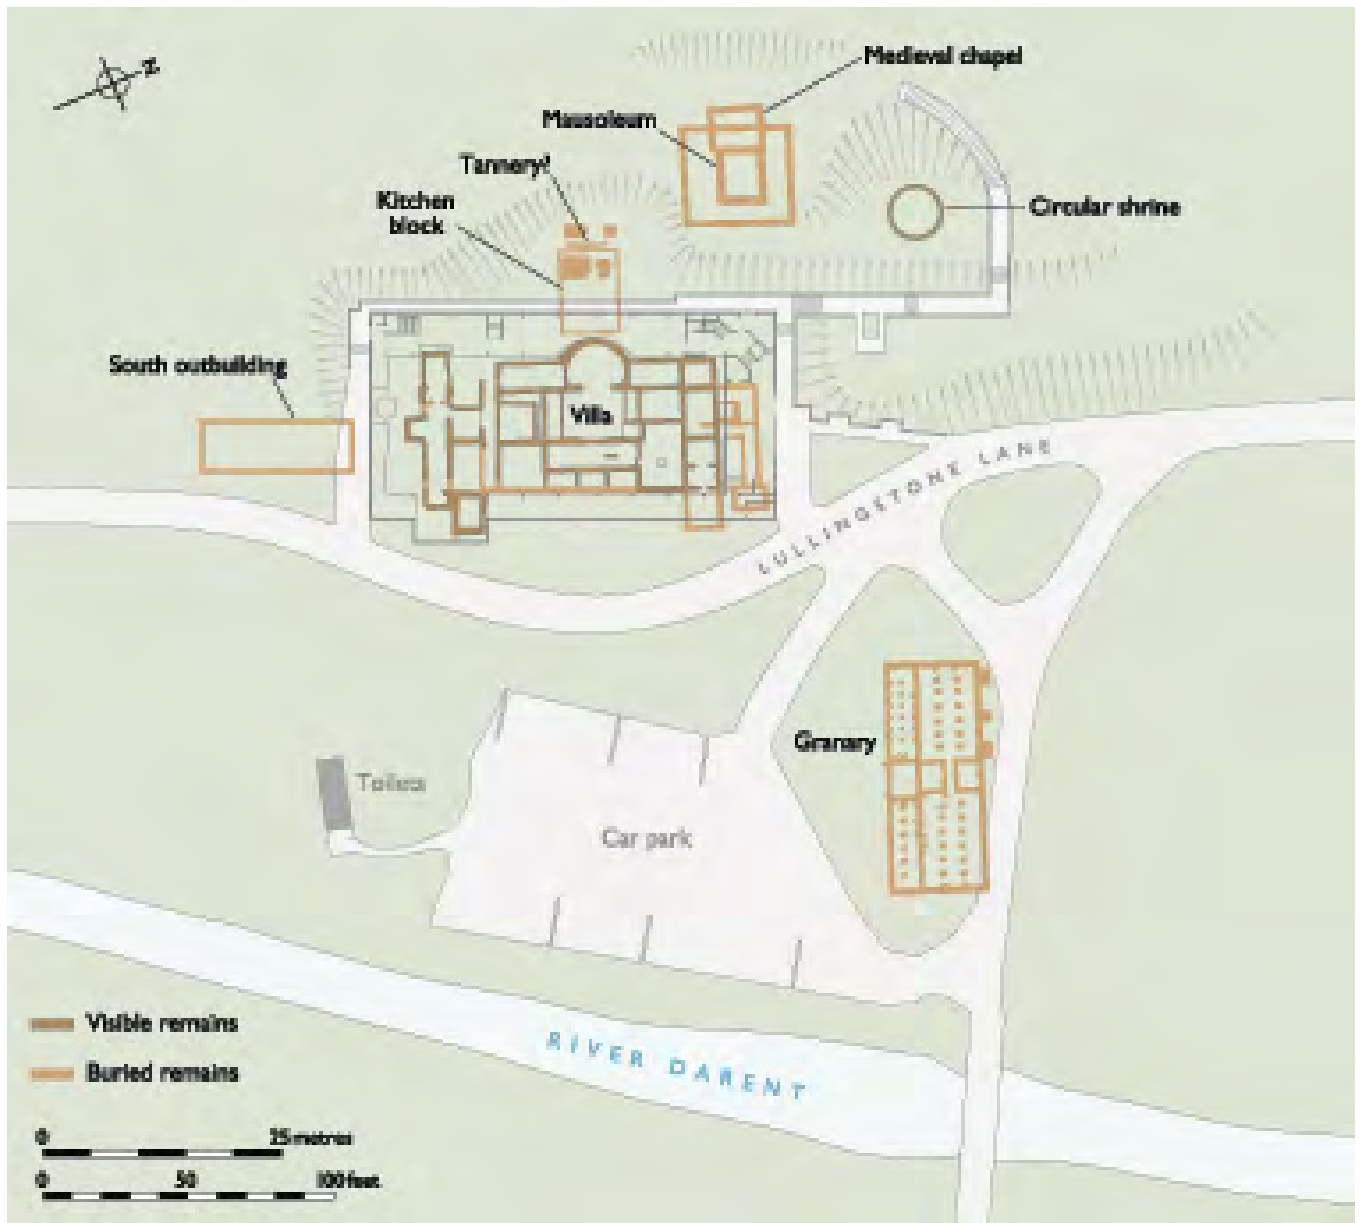 N
Medieval chapel
Mausoleum
Tannery?
Kitchen
block
Circular shrine
South outbuilding
Villa
LULLINGSTONE LANE
Granary
Toilets
Car park
RIVER DARENT
Visible remains
Buried remains
0 25 metres
0 50 100 feet